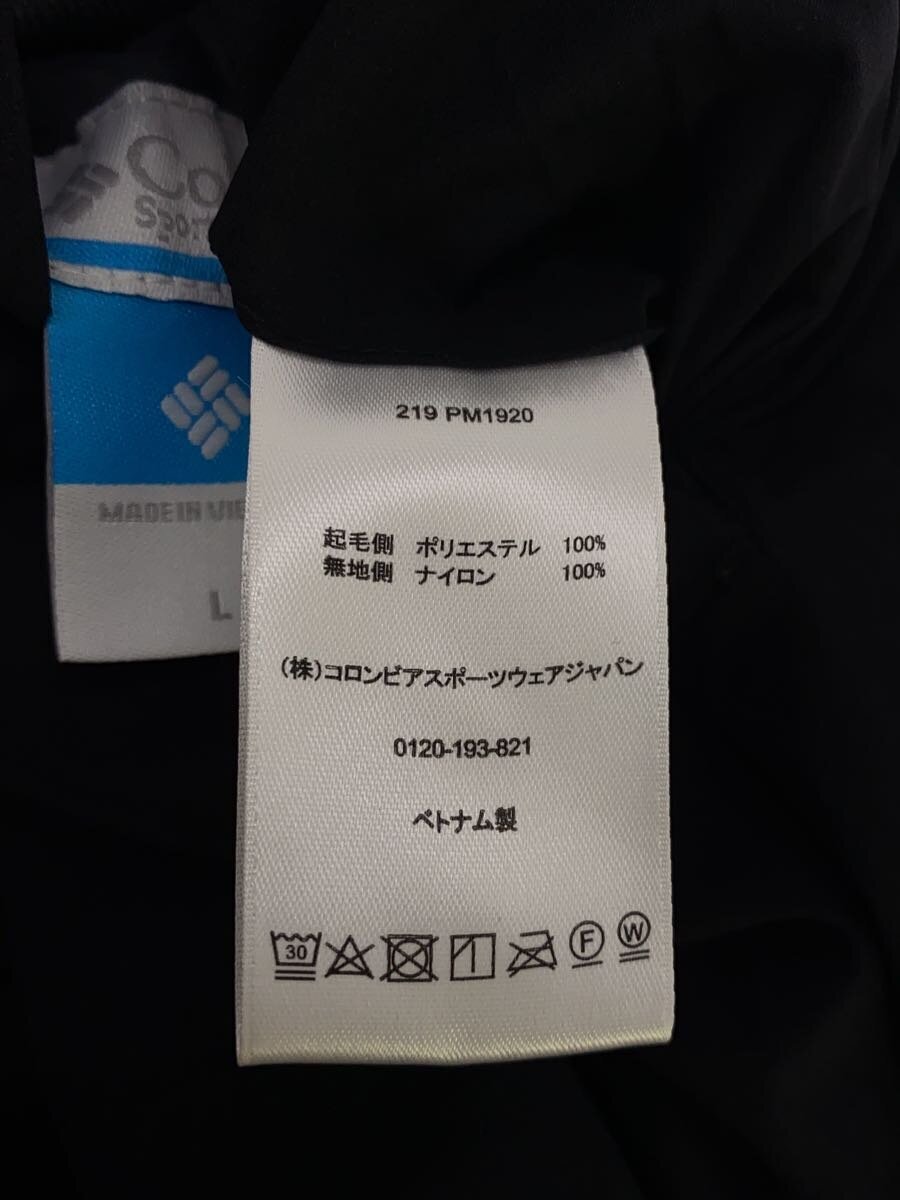 219 PM1920
起毛側 ポリエステル 100%
無地側 ナイロン 100%
(株)コロンビアスポーツウェアジャパン
0120-193-821
ベトナム製
30
F
W
MADE IN
L